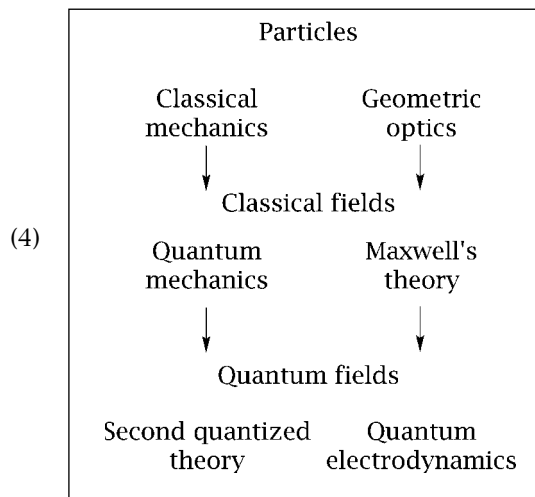 Particles
Classical Geometric
mechanics optics
Classical fields
(4)
Quantum Maxwell's
mechanics theory
Quantum fields
Second quantized Quantum
theory electrodynamics